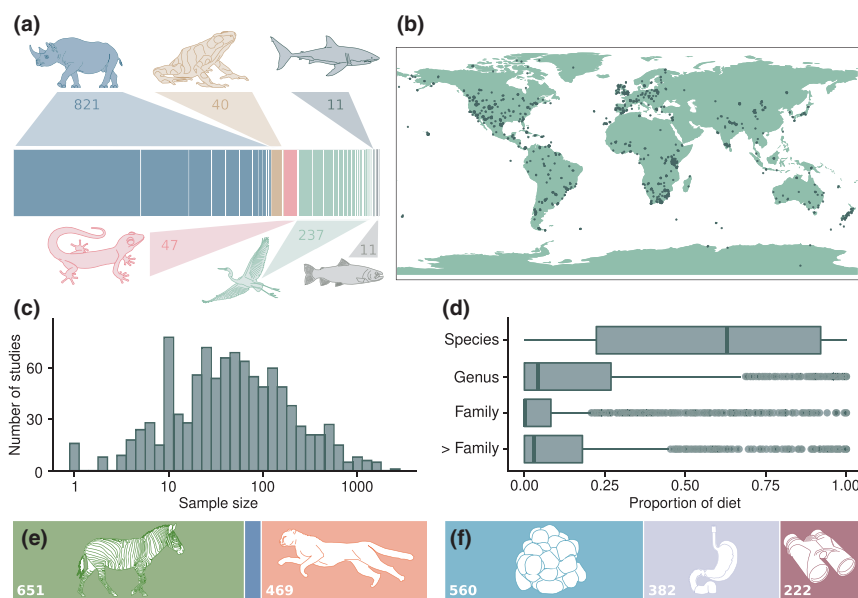 (a)
821
40
11
47
237
11
(b)
(c)
Number of studies
60
30
0
1
10
100
1000
Sample size
(d)
Species
Genus
Family
> Family
0.00
0.25
0.50
0.75
1.00
Proportion of diet
(e)
651
469
(f)
560
382
222